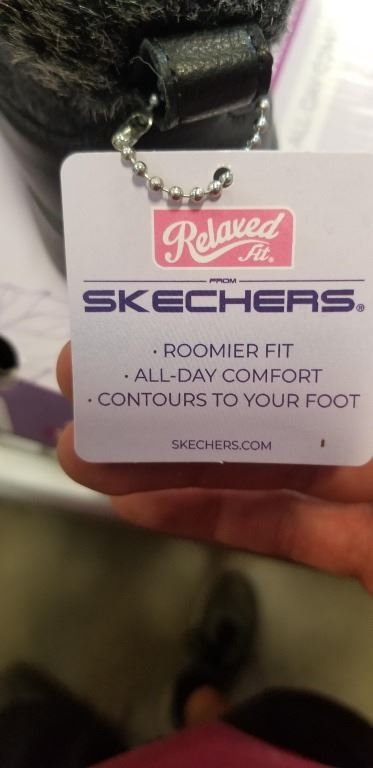 Relaxed
Fit®
FROM
SKECHERS®
· ROOMIER FIT
· ALL-DAY COMFORT
· CONTOURS TO YOUR FOOT
SKECHERS.COM